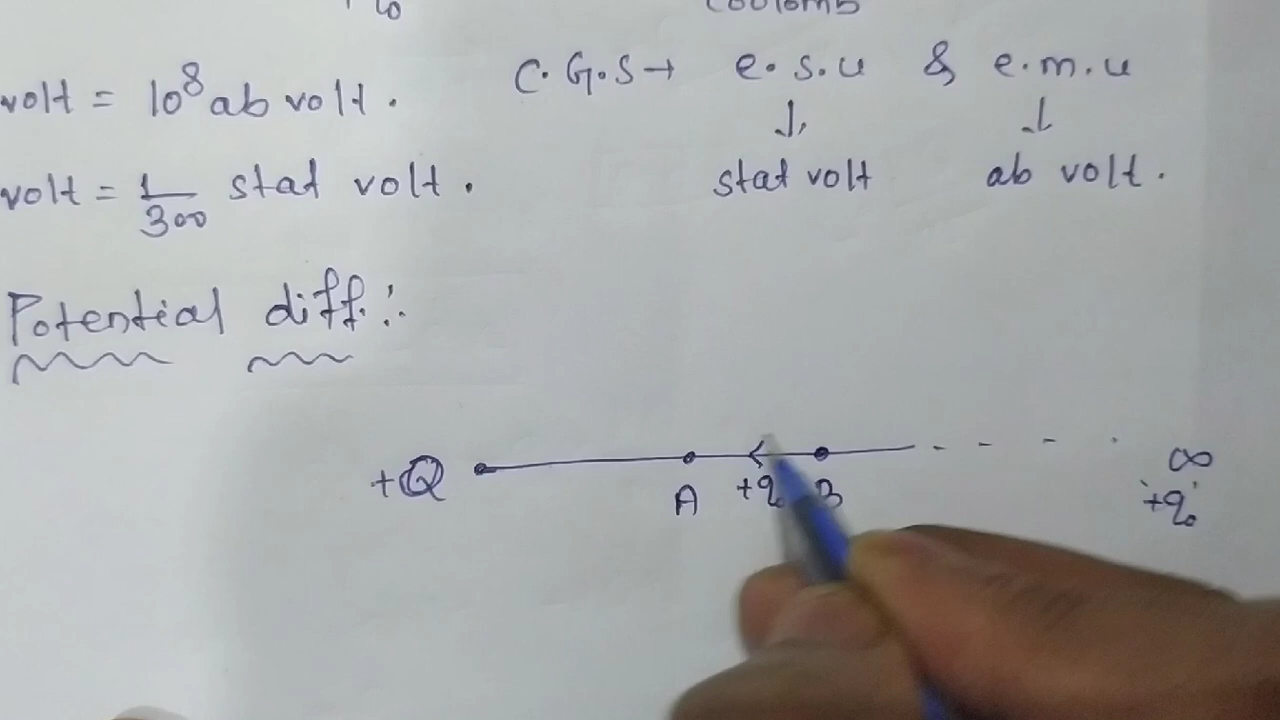 volt = 10⁸ ab volt.
C.G.S → e.s.u & e.m.u
↓ ↓
stat volt ab volt.
volt = 1/300 stat volt.
Potential diff :
+Q A +q₀ B ∞
+q₀